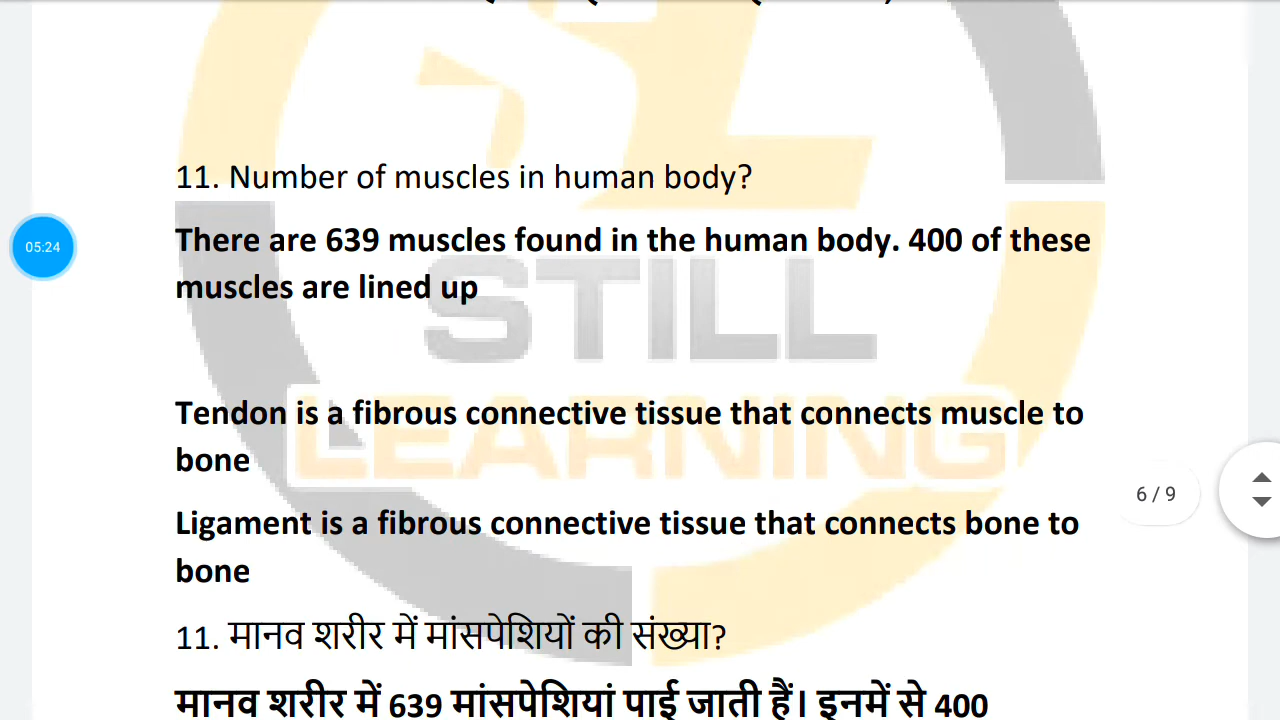 11. Number of muscles in human body?
There are 639 muscles found in the human body. 400 of these
muscles are lined up
05:24
STILL
LEARNING
Tendon is a fibrous connective tissue that connects muscle to
bone
6 / 9
Ligament is a fibrous connective tissue that connects bone to
bone
11. मानव शरीर में मांसपेशियों की संख्या?
मानव शरीर में 639 मांसपेशियां पाई जाती हैं। इनमें से 400